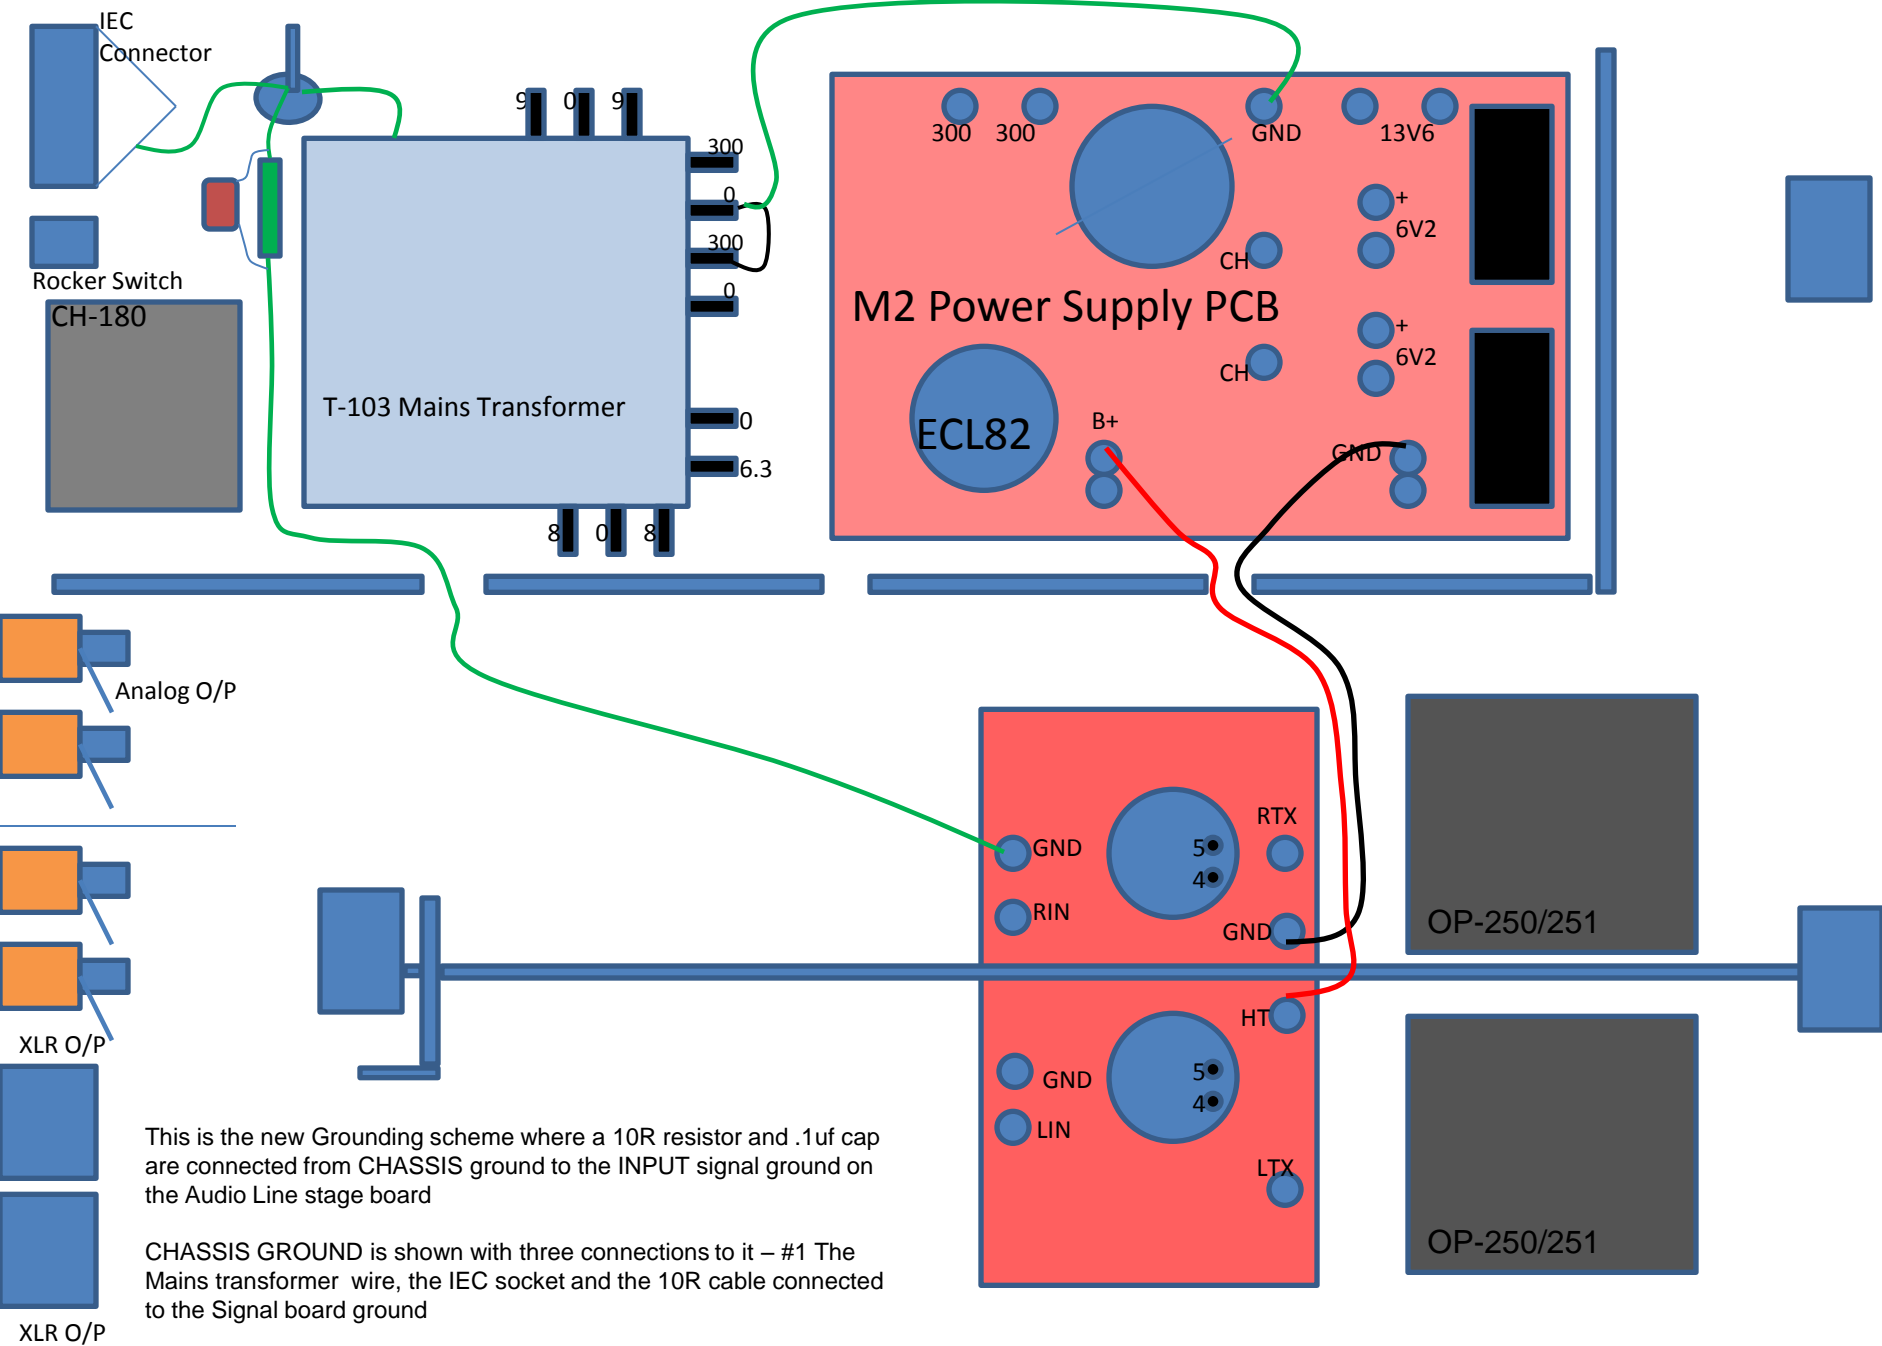 IEC
Connector
Rocker Switch
CH-180
9 0 9
300
0
300
0
0
6.3
8 0 8
T-103 Mains Transformer
300 300
GND
13V6
+
6V2
CH
M2 Power Supply PCB
+
6V2
CH
ECL82
B+
GND
Analog O/P
XLR O/P
XLR O/P
GND
RIN
5
4
RTX
GND
HT
GND
LIN
5
4
LTX
OP-250/251
OP-250/251
This is the new Grounding scheme where a 10R resistor and .1uf cap
are connected from CHASSIS ground to the INPUT signal ground on
the Audio Line stage board
CHASSIS GROUND is shown with three connections to it – #1 The
Mains transformer wire, the IEC socket and the 10R cable connected
to the Signal board ground